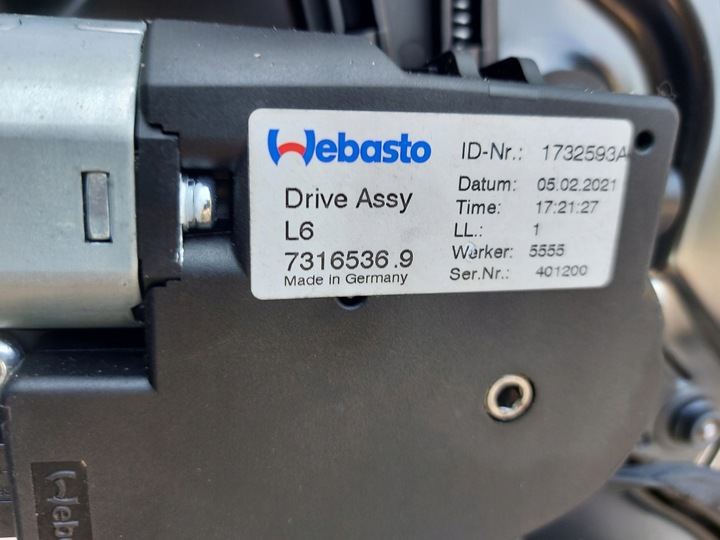 Webasto
Drive Assy
L6
7316536.9
Made in Germany
ID-Nr.: 1732593A
Datum: 05.02.2021
Time: 17:21:27
LL.: 1
Werker: 5555
Ser.Nr.: 401200
Web